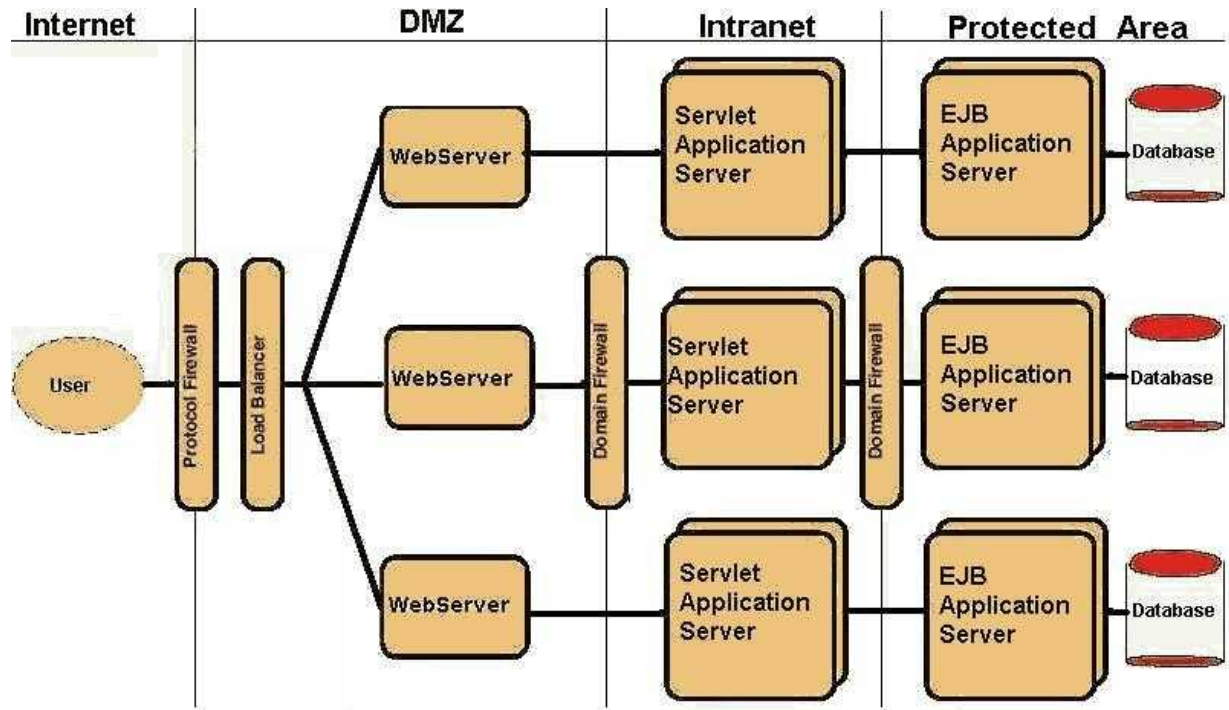 Internet
DMZ
Intranet
Protected Area
WebServer
Servlet
Application
Server
EJB
Application
Server
Database
User
Protocol Firewall
Load Balancer
WebServer
Domain Firewall
Servlet
Application
Server
Domain Firewall
EJB
Application
Server
Database
WebServer
Servlet
Application
Server
EJB
Application
Server
Database